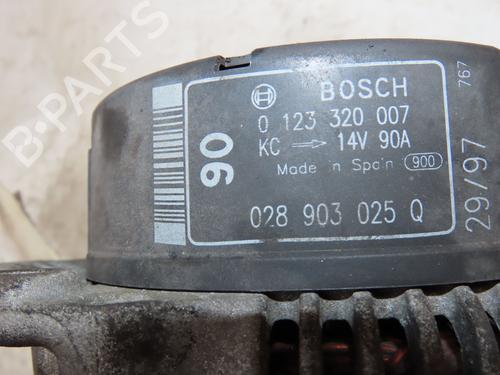 BOSCH
0 123 320 007
KC → 14V 90A
Made in Spain 900
028 903 025 Q
90
29/97
767
B-PARTS